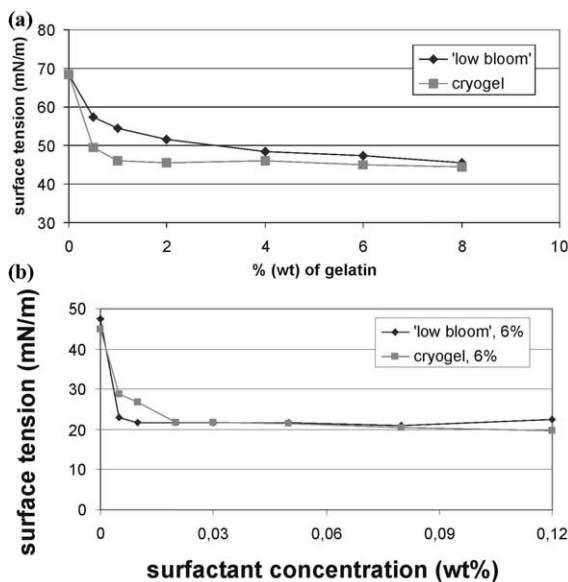 (a)
surface tension (mN/m)
80
70
60
50
40
30
'low bloom'
cryogel
0
2
4
6
8
10
% (wt) of gelatin
(b)
surface tension (mN/m)
50
40
30
20
10
0
'low bloom', 6%
cryogel, 6%
0
0,03
0,06
0,09
0,12
surfactant concentration (wt%)